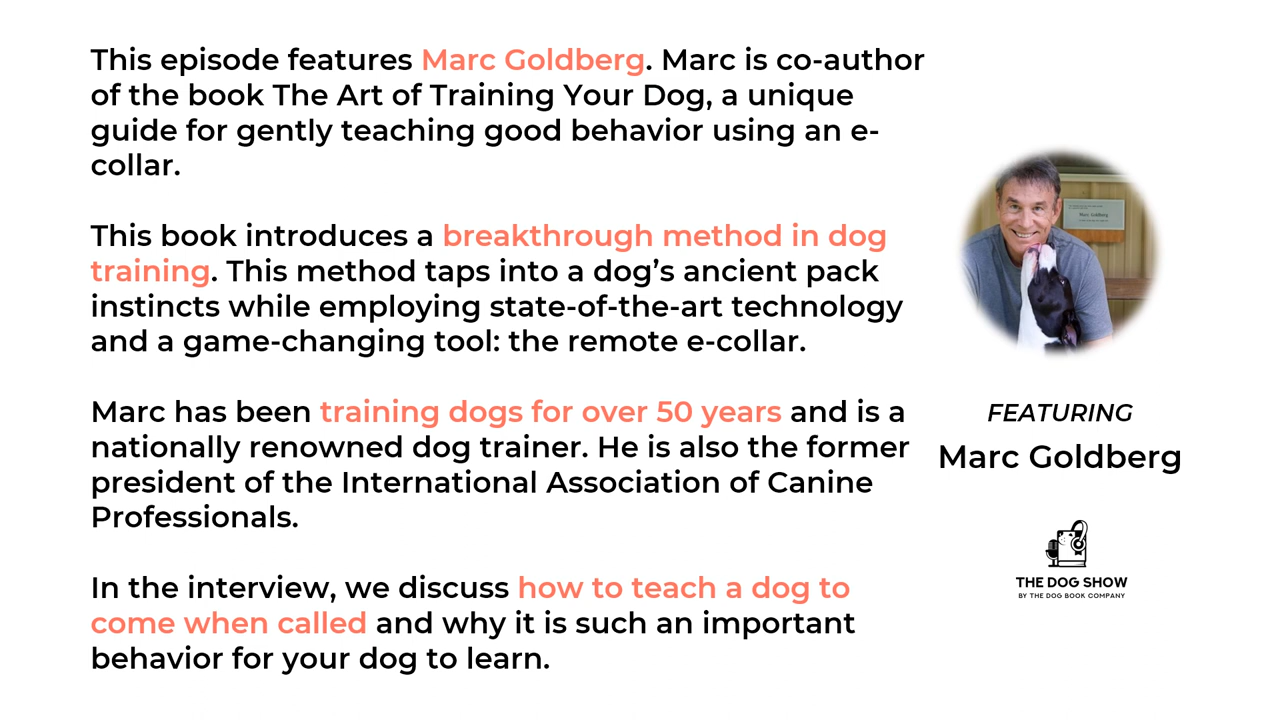 This episode features Marc Goldberg. Marc is co-author
of the book The Art of Training Your Dog, a unique
guide for gently teaching good behavior using an e-
collar.
This book introduces a breakthrough method in dog
training. This method taps into a dog’s ancient pack
instincts while employing state-of-the-art technology
and a game-changing tool: the remote e-collar.
Marc has been training dogs for over 50 years and is a
nationally renowned dog trainer. He is also the former
president of the International Association of Canine
Professionals.
In the interview, we discuss how to teach a dog to
come when called and why it is such an important
behavior for your dog to learn.
Marc Goldberg
FEATURING
Marc Goldberg
THE DOG SHOW
BY THE DOG BOOK COMPANY